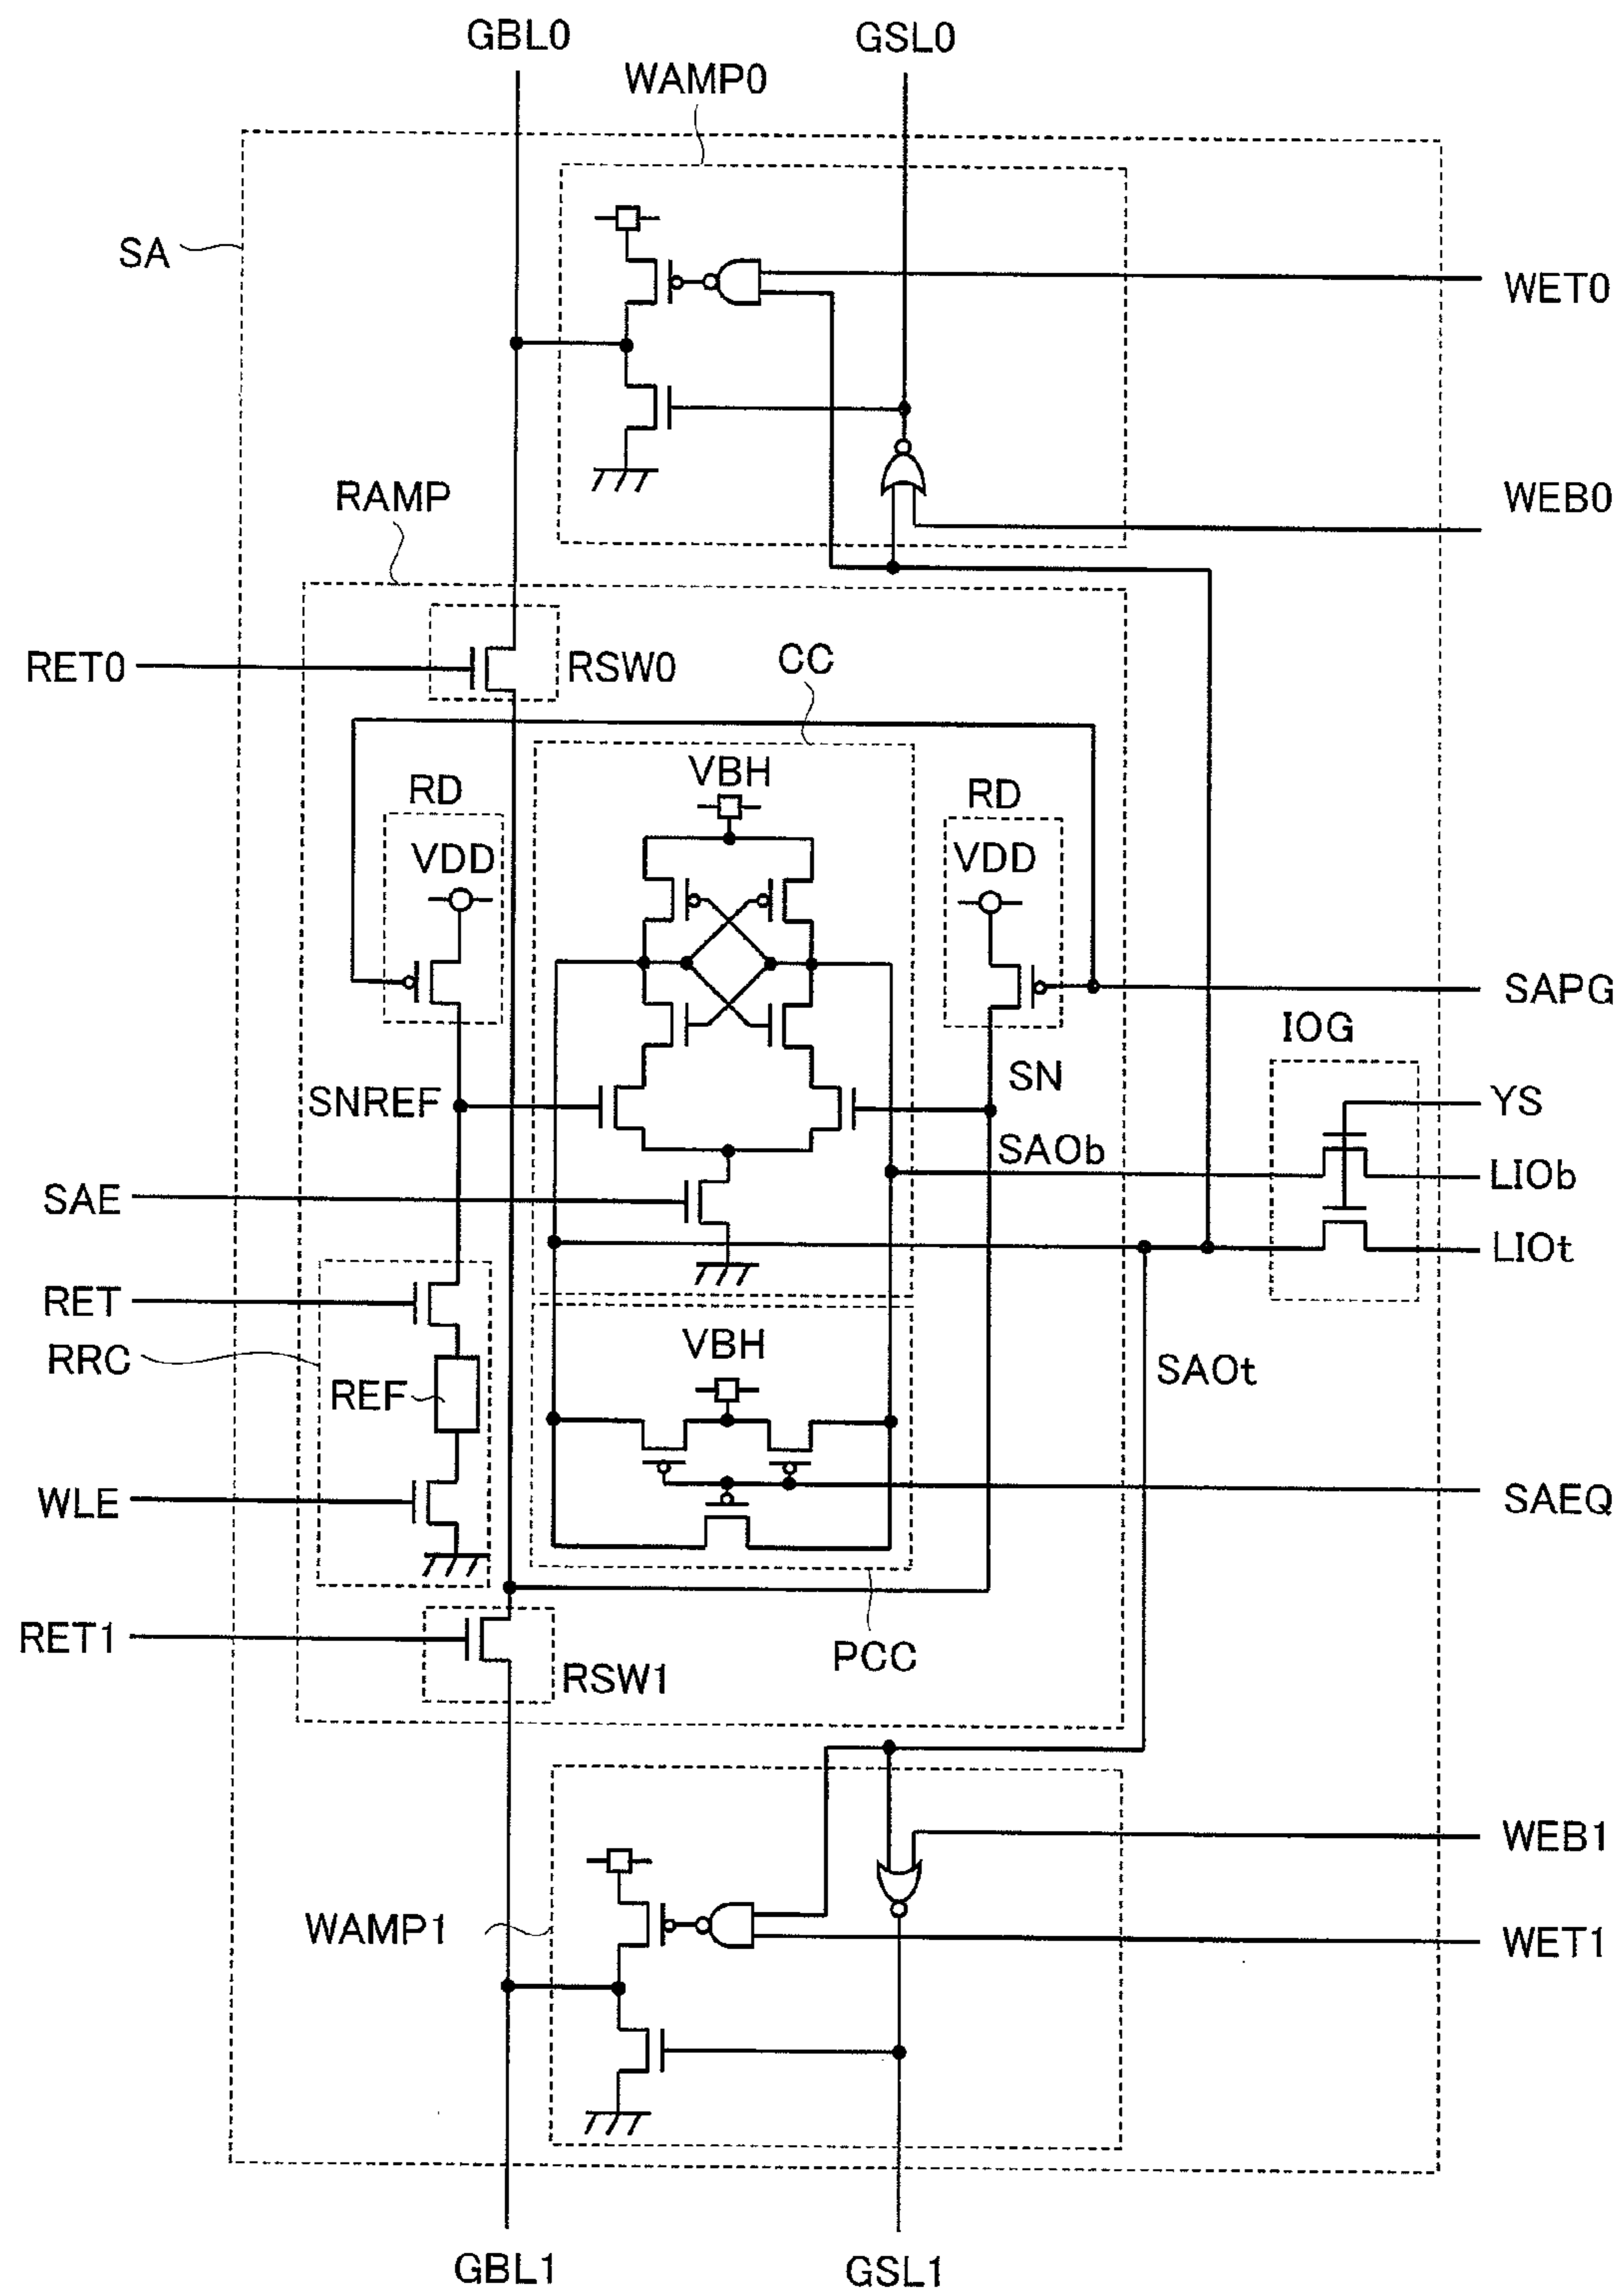 GBL0
GSL0
WAMP0
SA
WET0
WEB0
RAMP
RET0
RSW0
CC
VBH
RD
RD
VDD
VDD
SAPG
IOG
SN
YS
SNREF
SAOb
LIOb
SAE
LIOt
RET
VBH
RRC
SAOt
REF
WLE
SAEQ
RET1
PCC
RSW1
WEB1
WAMP1
WET1
GBL1
GSL1